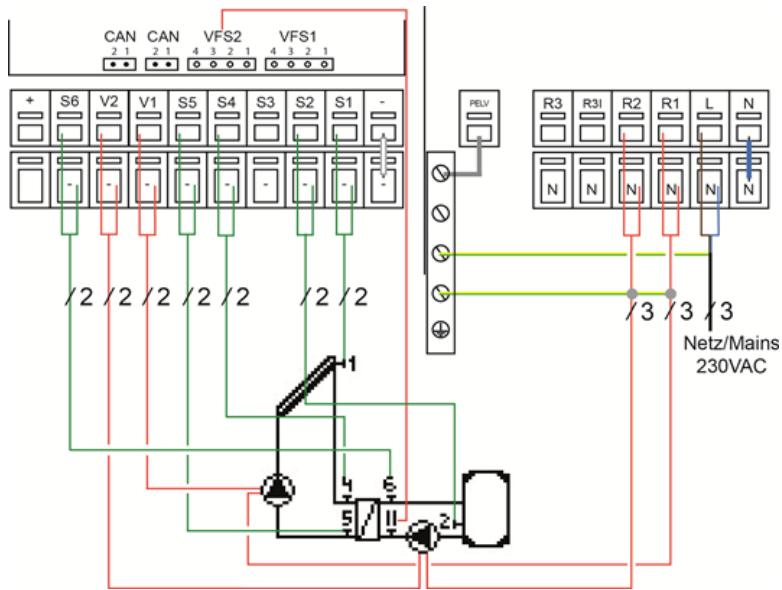 CAN CAN VFS2 VFS1
2 1 2 1 4 3 2 1 4 3 2 1
+ S6 V2 V1 S5 S4 S3 S2 S1 - PELV R3 R3I R2 R1 L N
- - - - - - - - - N N N N N N
/2 /2 /2 /2 /2 /2 /2 /3 /3 /3
Netz/Mains
230VAC
1
4 6
5 11 2